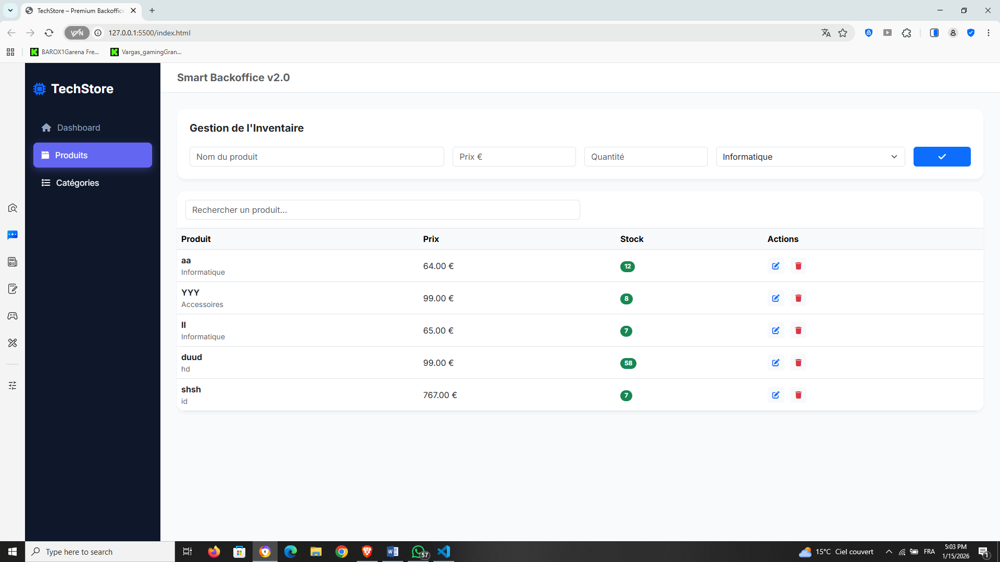 TechStore – Premium Backoffice
VPN
127.0.0.1:5500/index.html
BAROX1Garena Fre...
Vargas_gamingGran...
TechStore
Dashboard
Produits
Catégories
Smart Backoffice v2.0
Gestion de l'Inventaire
Nom du produit
Prix €
Quantité
Informatique
Rechercher un produit...
Produit Prix Stock Actions
aa
Informatique
64.00 €
12
YYY
Accessoires
99.00 €
8
II
Informatique
65.00 €
7
duud
hd
99.00 €
58
shsh
id
767.00 €
7
Type here to search
57
15°C Ciel couvert
FRA
5:03 PM
1/15/2026
1